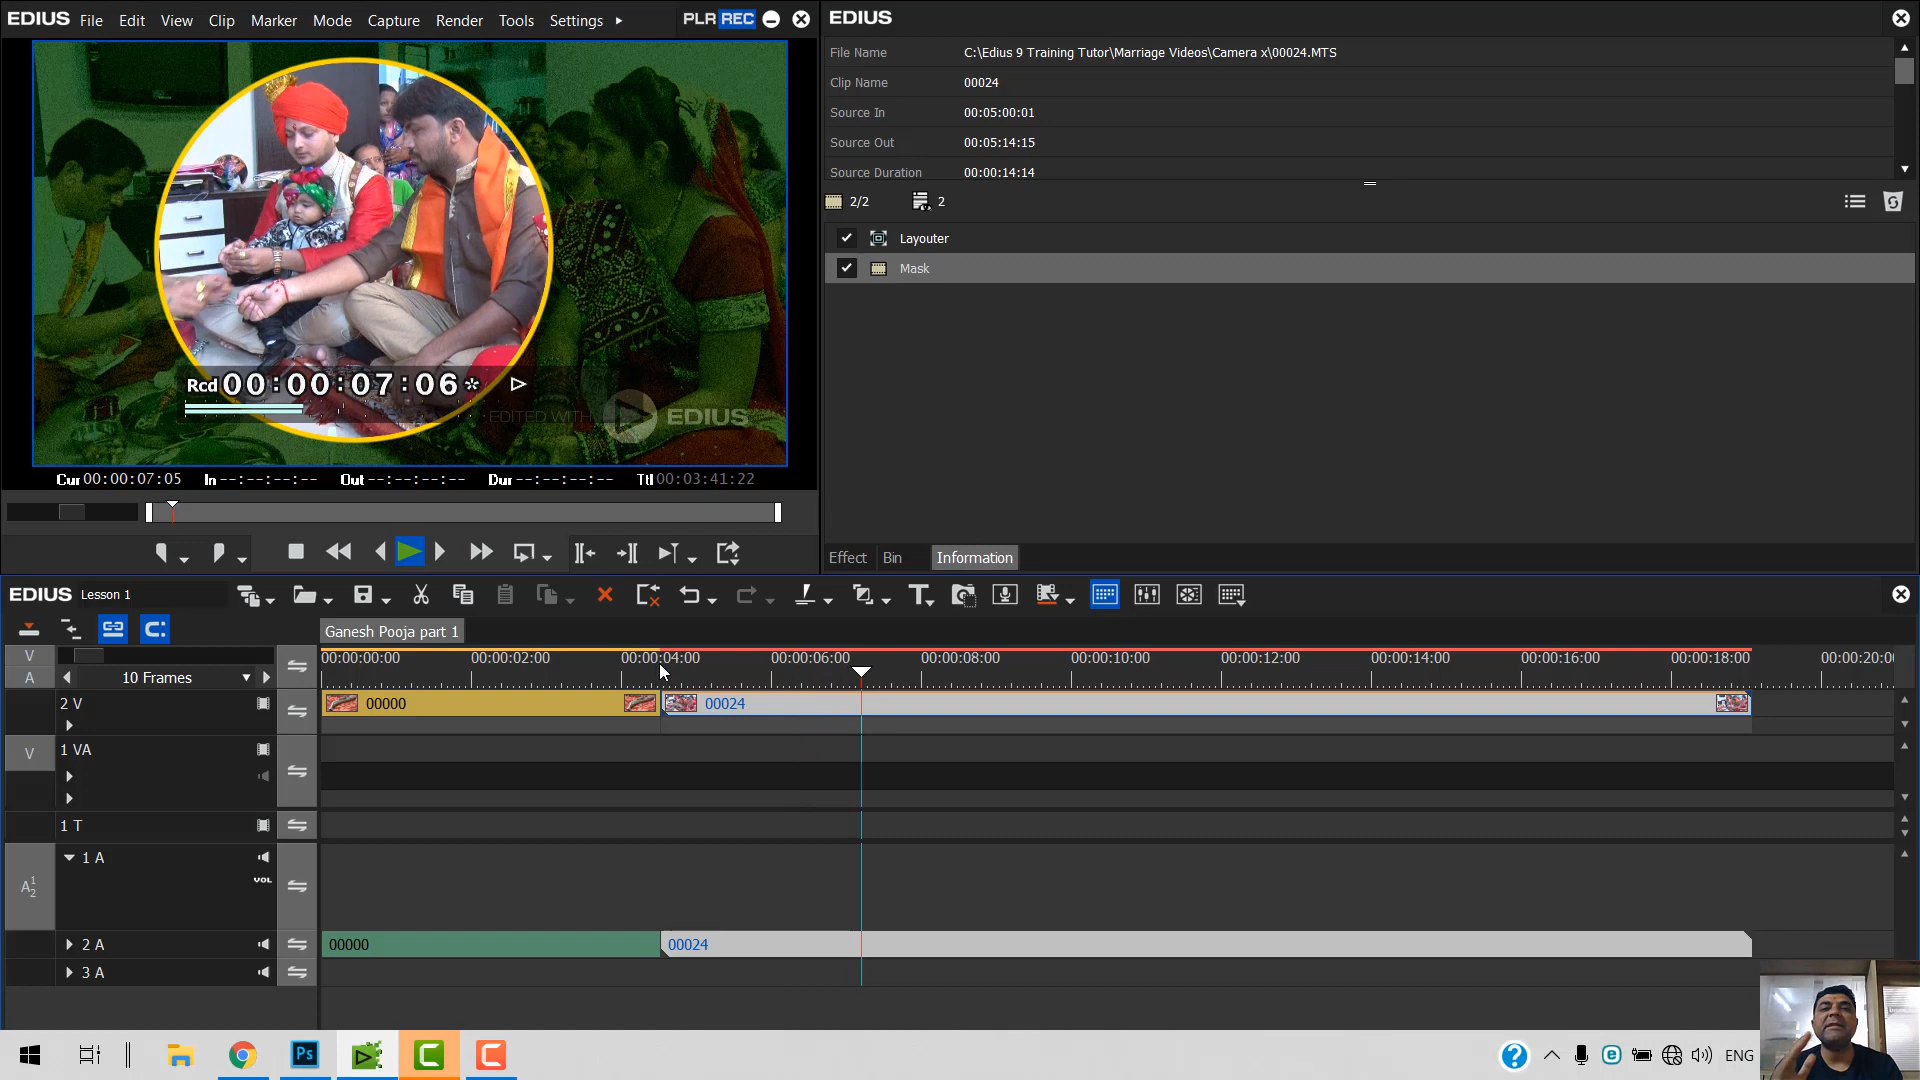 EDIUS File Edit View Clip Marker Mode Capture Render Tools Settings PLR REC
Rcd 00:00:07:06 *
EDITED WITH EDIUS
Cur 00:00:07:05 In --:--:--:-- Out --:--:--:-- Dur --:--:--:-- Ttl 00:03:41:22
EDIUS
File Name C:\Edius 9 Training Tutor\Marriage Videos\Camera x\00024.MTS
Clip Name 00024
Source In 00:05:00:01
Source Out 00:05:14:15
Source Duration 00:00:14:14
2/2 2
Layouter
Mask
Effect Bin Information
EDIUS Lesson 1
Ganesh Pooja part 1
V
A
10 Frames
00:00:00:00 00:00:02:00 00:00:04:00 00:00:06:00 00:00:08:00 00:00:10:00 00:00:12:00 00:00:14:00 00:00:16:00 00:00:18:00 00:00:20:0
2 V 00000 00024
V 1 VA
1 T
1 A
VOL
A 1 2
2 A 00000 00024
3 A
Ps ENG